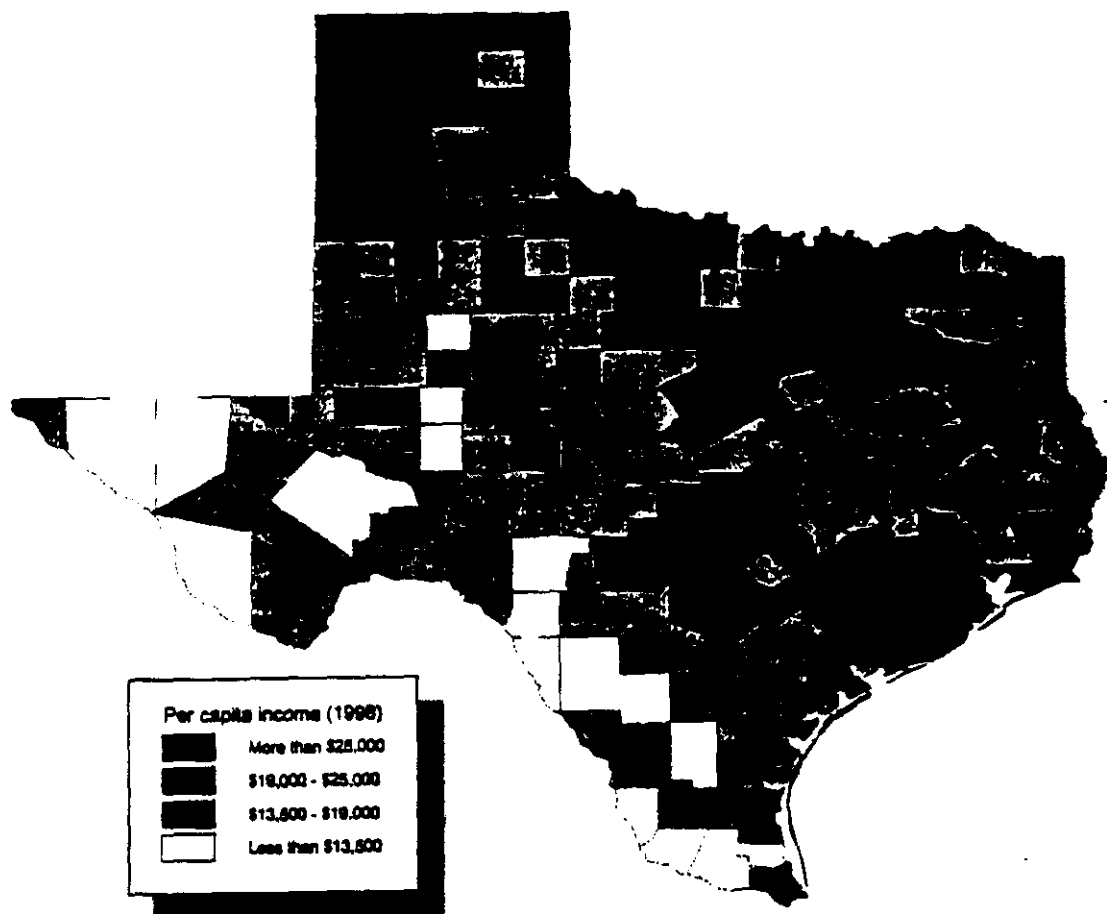 Per capita income (1998)
More than $25,000
$19,000 - $25,000
$13,500 - $19,000
Less than $13,500